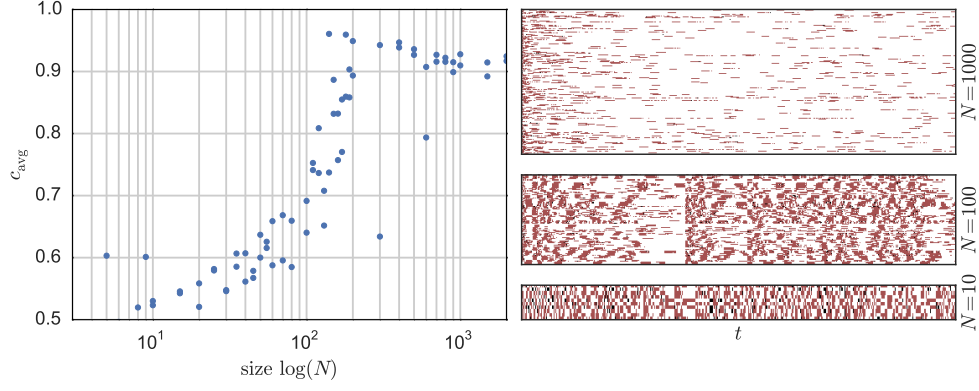 1.0
0.9
0.8
0.7
0.6
0.5
c_avg
10^1
10^2
10^3
size log(N)
N = 1000
N = 100
N = 10
t